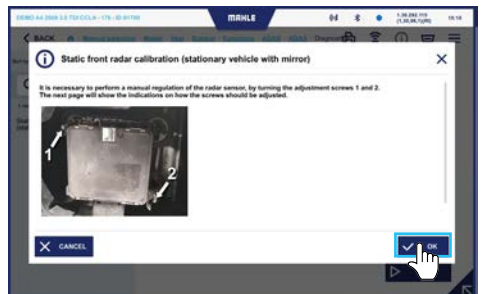 MAHLE
BACK
Static front radar calibration (stationary vehicle with mirror)
It is necessary to perform a manual regulation of the radar sensor, by turning the adjustment screws 1 and 2.
The next page will show the indications on how the screws should be adjusted.
1
2
CANCEL
OK